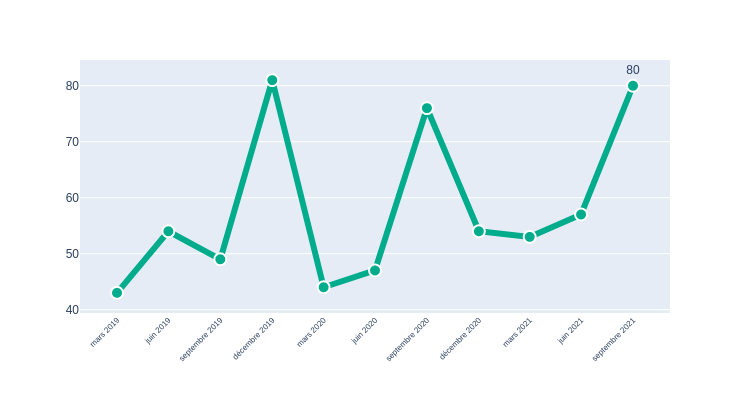 80
80
70
60
50
40
mars 2019
juin 2019
septembre 2019
décembre 2019
mars 2020
juin 2020
septembre 2020
décembre 2020
mars 2021
juin 2021
septembre 2021